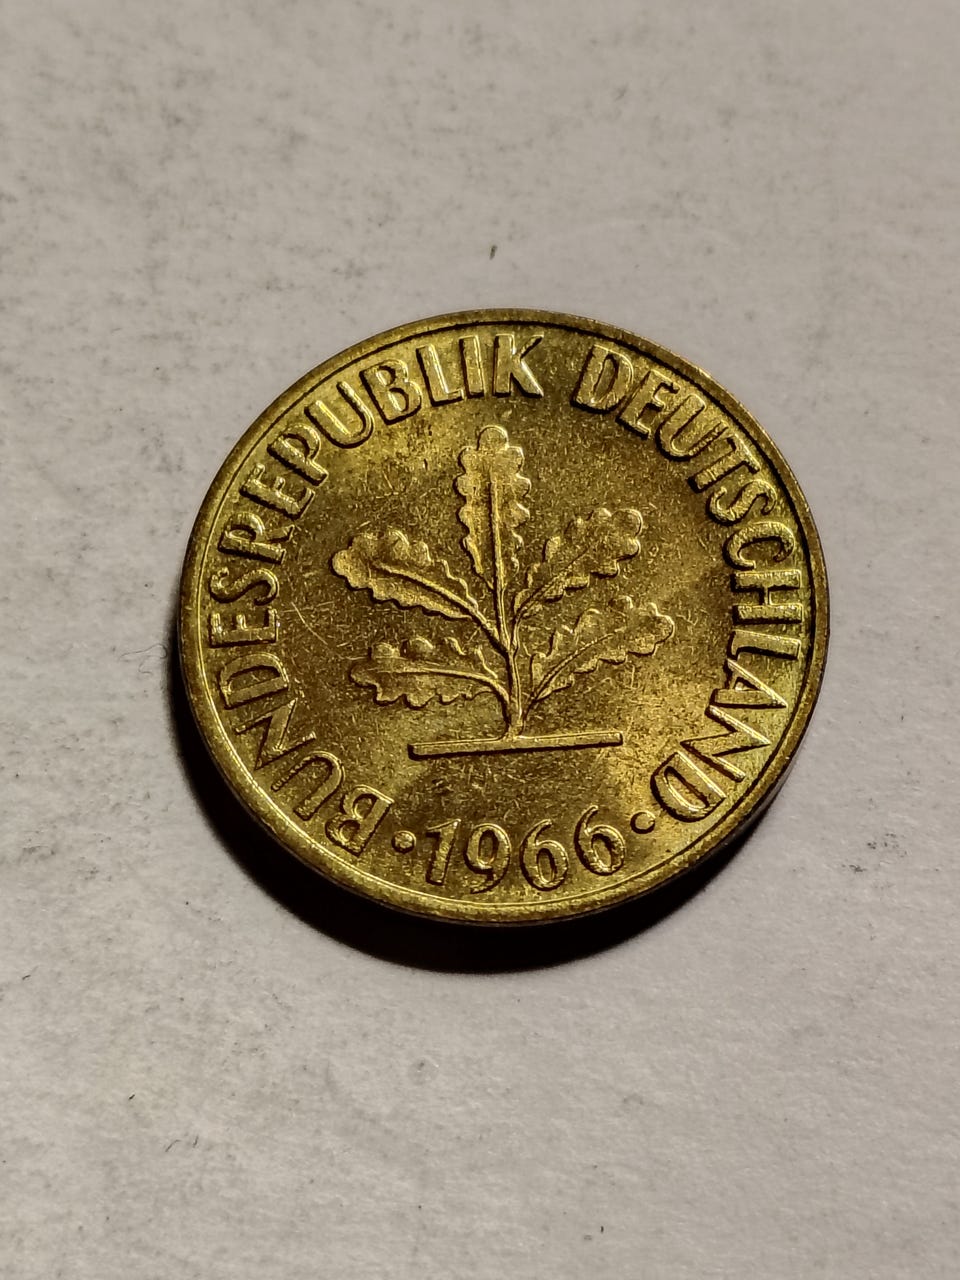 BUNDESREPUBLIK DEUTSCHLAND
· 1966 ·